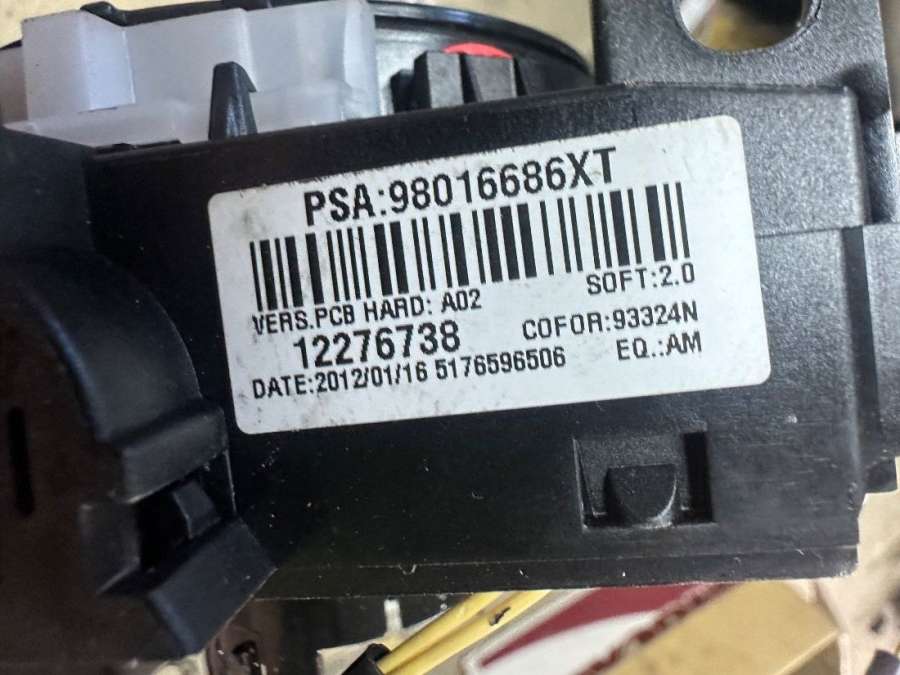 PSA:98016686XT
SOFT:2.0
VERS.PCB HARD: A02
12276738
COFOR:93324N
DATE:2012/01/16 5176596506
EQ.:AM